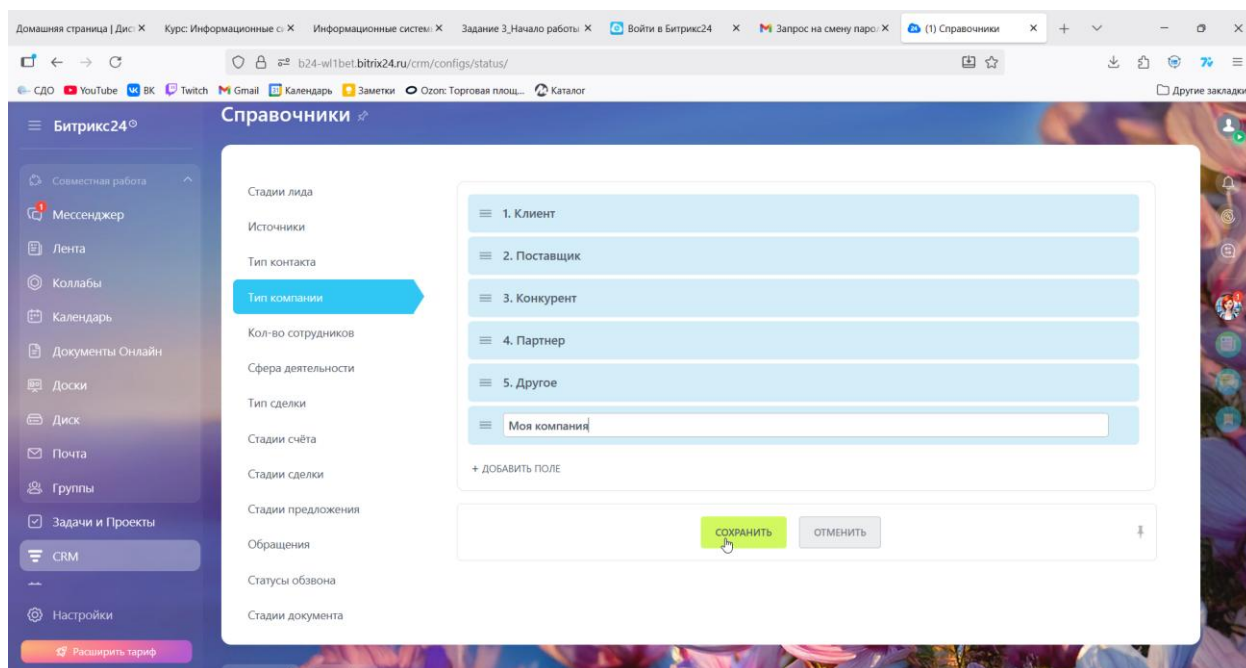 Домашняя страница | Дис
Курс: Информационные с
Информационные систем
Задание 3_Начало работы
Войти в Битрикс24
Запрос на смену паро
(1) Справочники
b24-wl1bet.bitrix24.ru/crm/configs/status/
СДО
YouTube
ВК
Twitch
Gmail
Календарь
Заметки
Ozon: Торговая площ...
Каталог
Другие закладки
Битрикс24
Справочники
Совместная работа
1
Мессенджер
Лента
Коллабы
Календарь
Документы Онлайн
Доски
Диск
Почта
Группы
Задачи и Проекты
CRM
Настройки
Расширить тариф
Стадии лида
Источники
Тип контакта
Тип компании
Кол-во сотрудников
Сфера деятельности
Тип сделки
Стадии счёта
Стадии сделки
Стадии предложения
Обращения
Статусы обзвона
Стадии документа
1. Клиент
2. Поставщик
3. Конкурент
4. Партнер
5. Другое
Моя компания
+ ДОБАВИТЬ ПОЛЕ
СОХРАНИТЬ
ОТМЕНИТЬ
1